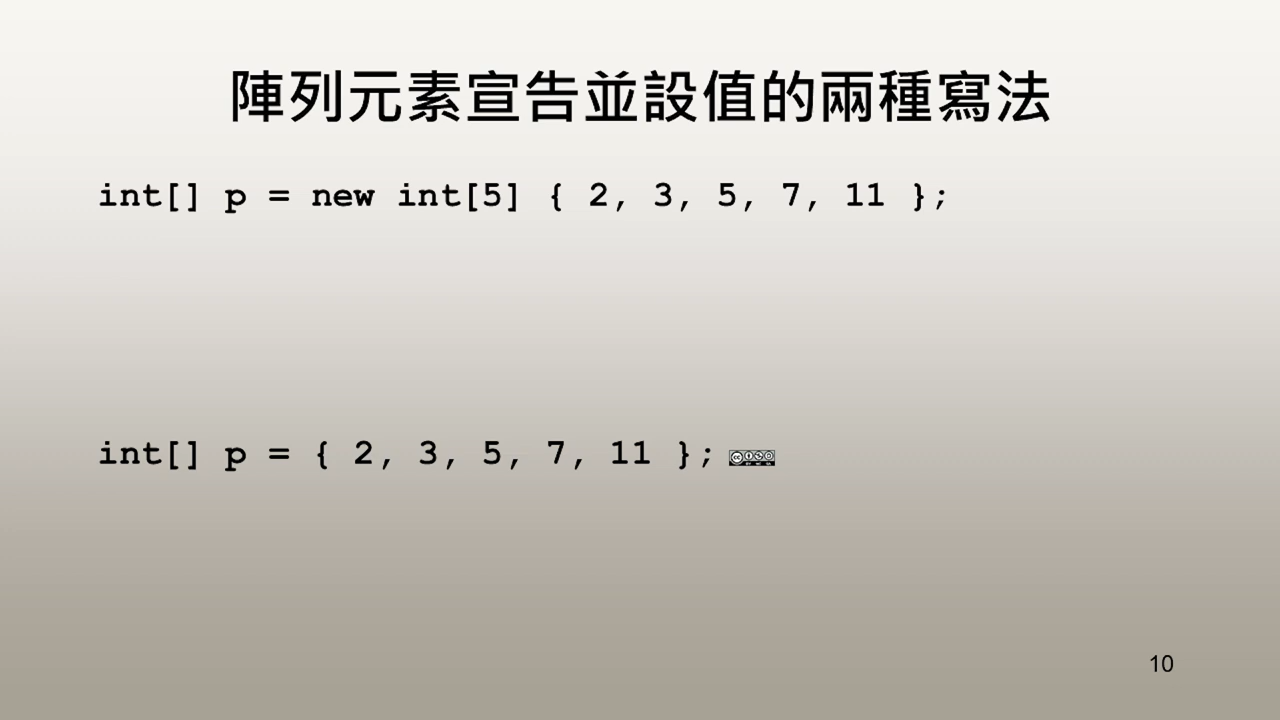 陣列元素宣告並設值的兩種寫法
int[] p = new int[5] { 2, 3, 5, 7, 11 };
int[] p = { 2, 3, 5, 7, 11 };
10